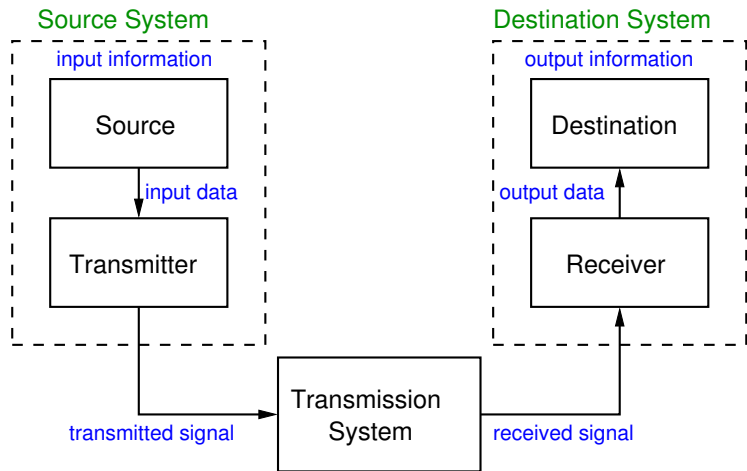 Source System
input information
Source
input data
Transmitter
transmitted signal
Transmission
System
Destination System
output information
Destination
output data
Receiver
received signal